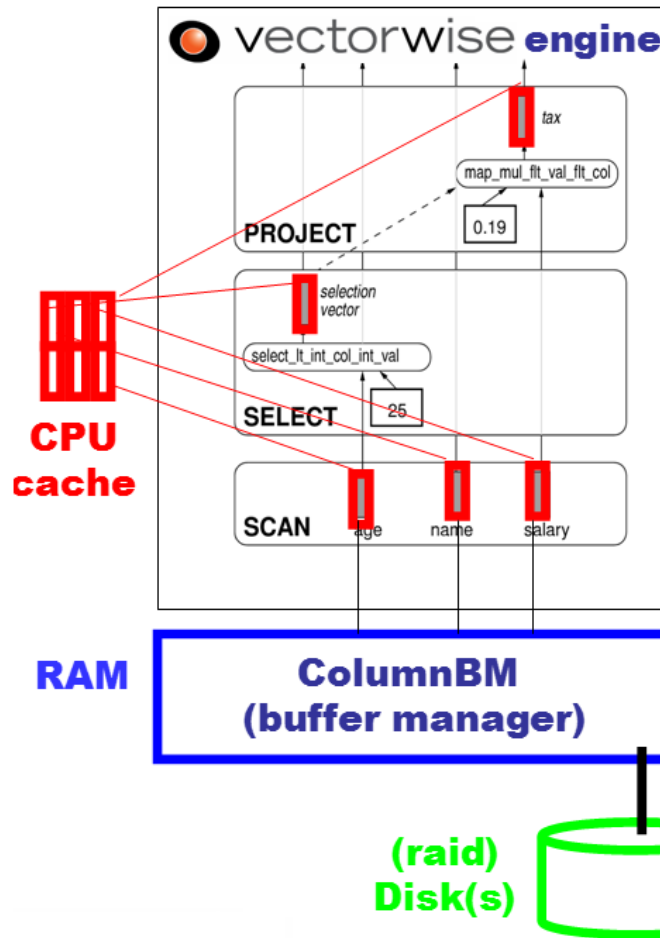 vectorwise engine
tax
map_mul_flt_val_flt_col
0.19
PROJECT
selection
vector
select_lt_int_col_int_val
25
SELECT
CPU
cache
SCAN
age
name
salary
RAM
ColumnBM
(buffer manager)
(raid)
Disk(s)